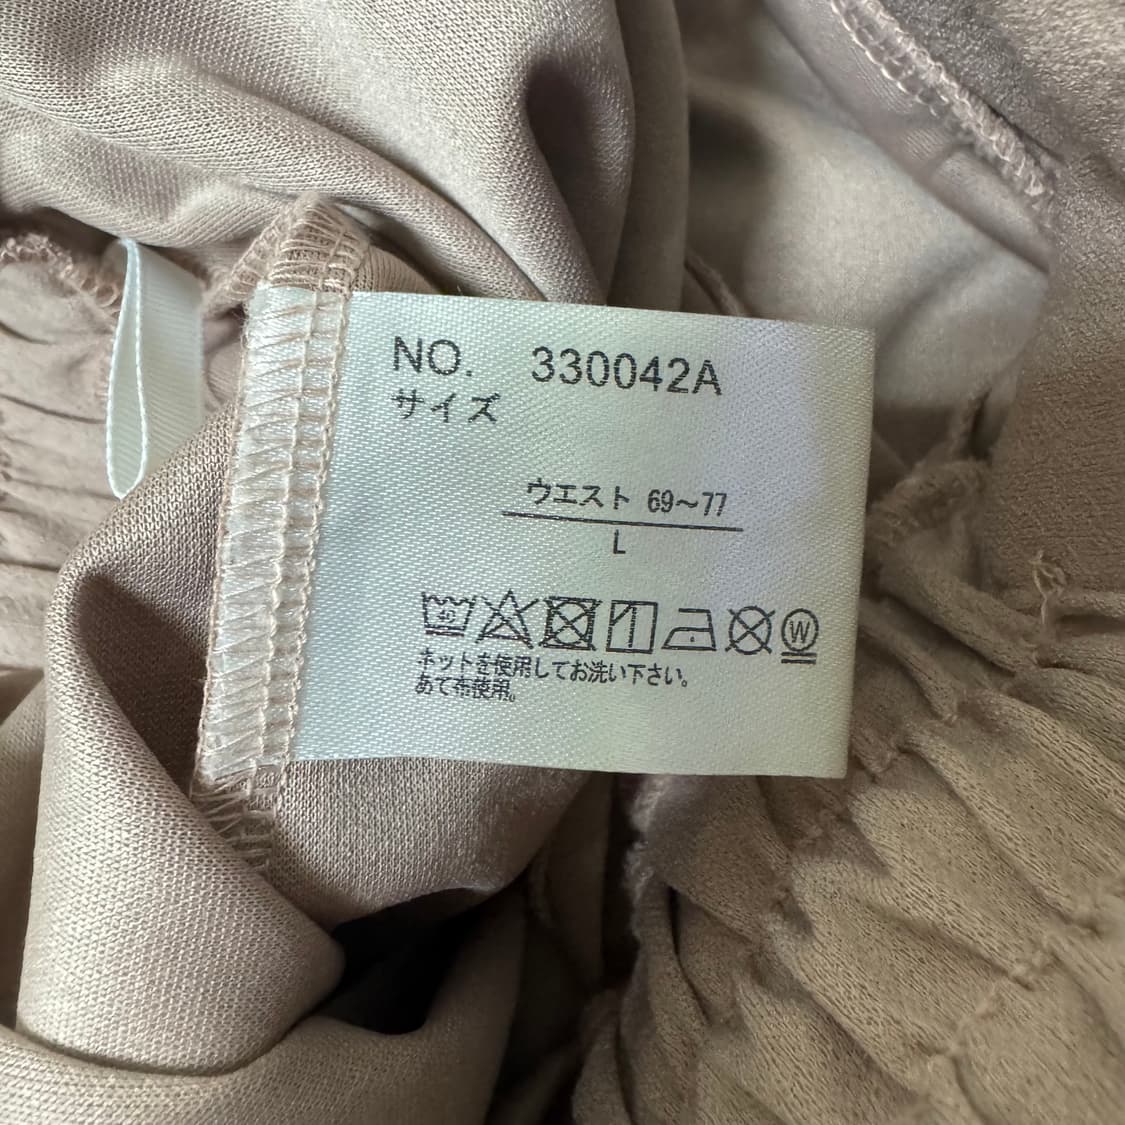 NO. 330042A
サイズ
ウエスト 69～77
L
W
ネットを使用してお洗い下さい。
あて布使用。